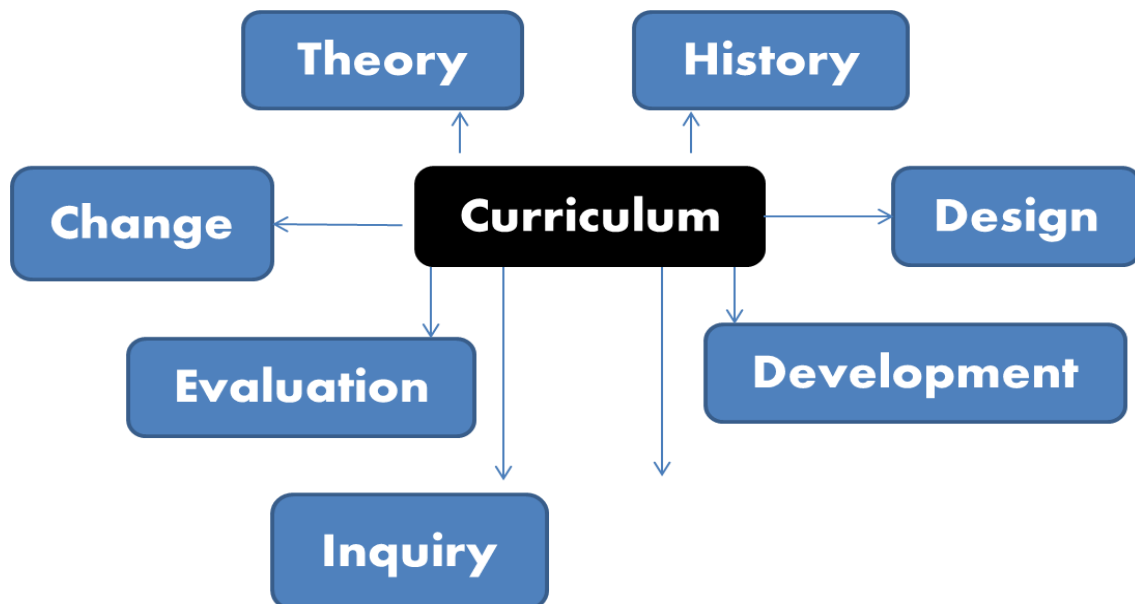 Theory
History
Change
Curriculum
Design
Evaluation
Development
Inquiry